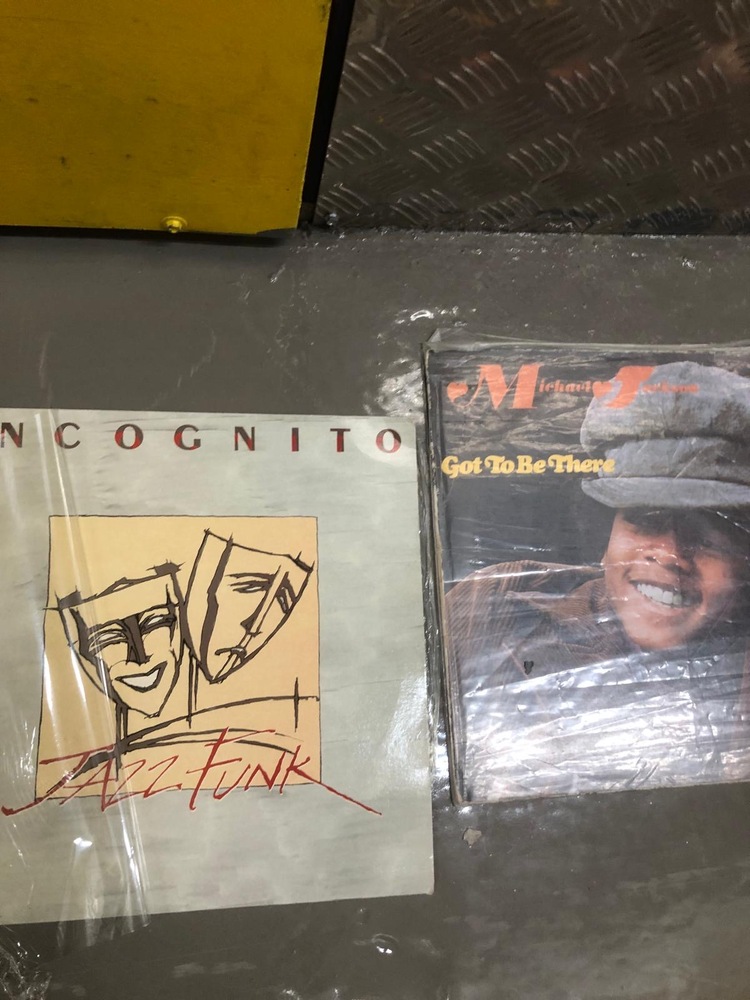 NCOGNITO
JAZZ FUNK
Michael Jackson
Got To Be There